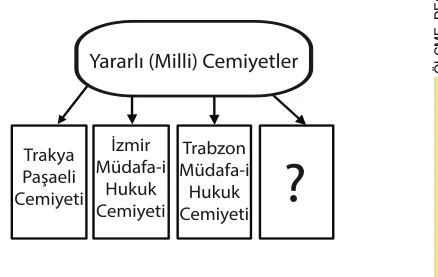 Yararlı (Milli) Cemiyetler
Trakya
Paşaeli
Cemiyeti
İzmir
Müdafa-i
Hukuk
Cemiyeti
Trabzon
Müdafa-i
Hukuk
Cemiyeti
?